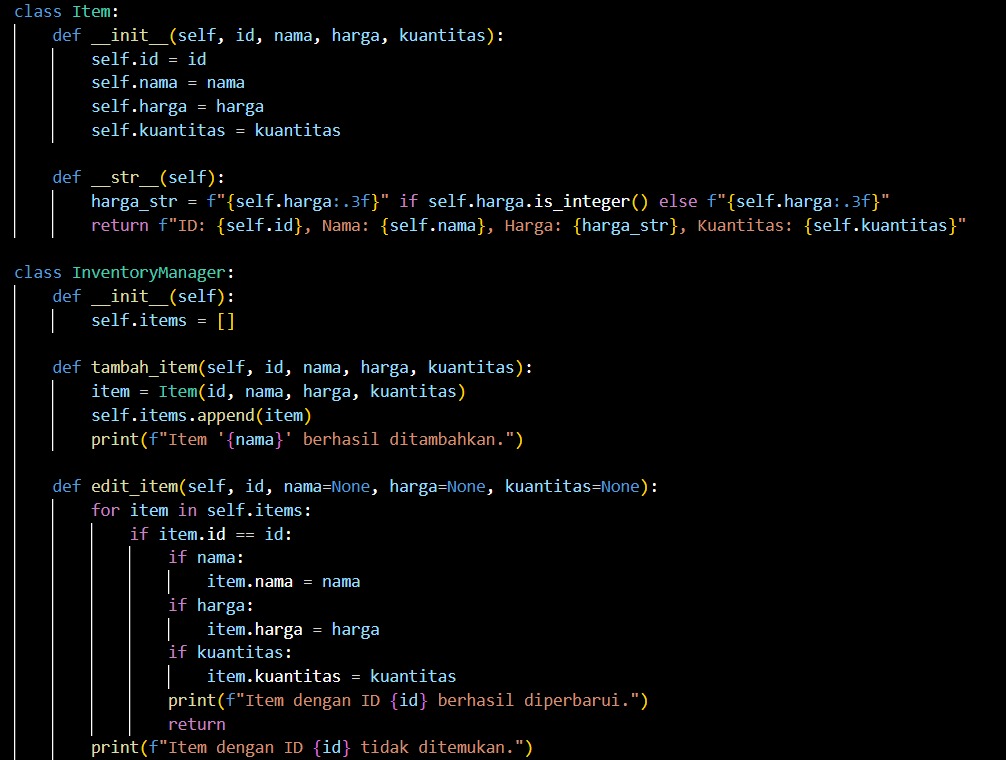 class Item:
    def __init__(self, id, nama, harga, kuantitas):
        self.id = id
        self.nama = nama
        self.harga = harga
        self.kuantitas = kuantitas

    def __str__(self):
        harga_str = f"{self.harga:.3f}" if self.harga.is_integer() else f"{self.harga:.3f}"
        return f"ID: {self.id}, Nama: {self.nama}, Harga: {harga_str}, Kuantitas: {self.kuantitas}"

class InventoryManager:
    def __init__(self):
        self.items = []

    def tambah_item(self, id, nama, harga, kuantitas):
        item = Item(id, nama, harga, kuantitas)
        self.items.append(item)
        print(f"Item '{nama}' berhasil ditambahkan.")

    def edit_item(self, id, nama=None, harga=None, kuantitas=None):
        for item in self.items:
            if item.id == id:
                if nama:
                    item.nama = nama
                if harga:
                    item.harga = harga
                if kuantitas:
                    item.kuantitas = kuantitas
                print(f"Item dengan ID {id} berhasil diperbarui.")
                return
        print(f"Item dengan ID {id} tidak ditemukan.")